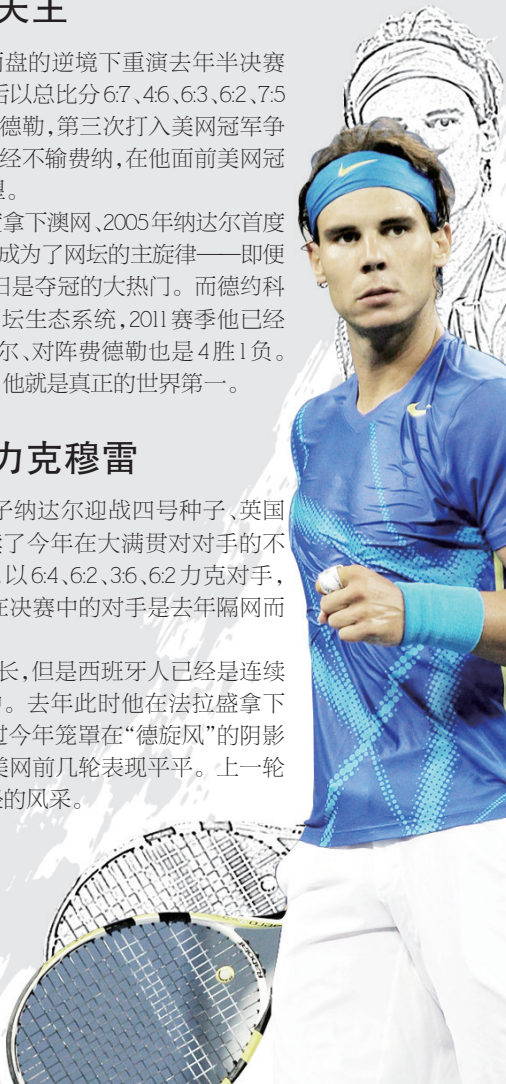 天王
两盘的逆境下重演去年半决赛
后以总比分6:7、4:6、6:3、6:2、7:5
德勒,第三次打入美网冠军争
经不输费纳,在他面前美网冠
望。
度拿下澳网、2005年纳达尔首度
成为了网坛的主旋律——即便
旧是夺冠的大热门。而德约科
坛生态系统,2011赛季他已经
尔、对阵费德勒也是4胜1负。
他就是真正的世界第一。
力克穆雷
子纳达尔迎战四号种子、英国
续了今年在大满贯对对手的不
以6:4、6:2、3:6、6:2力克对手,
在决赛中的对手是去年隔网而
长,但是西班牙人已经是连续
。去年此时他在法拉盛拿下
过今年笼罩在“德旋风”的阴影
美网前几轮表现平平。上一轮
的风采。